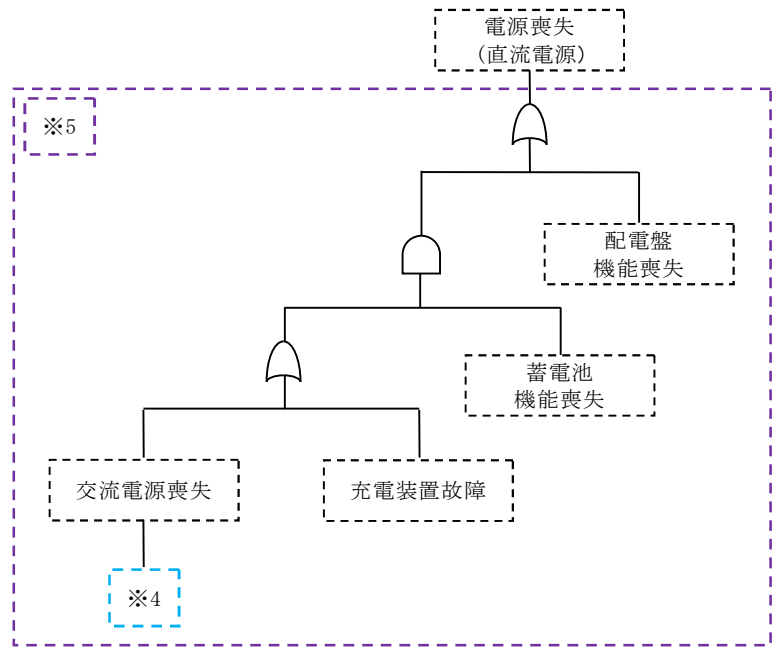 電源喪失
(直流電源)
※5
配電盤
機能喪失
蓄電池
機能喪失
交流電源喪失
充電装置故障
※4